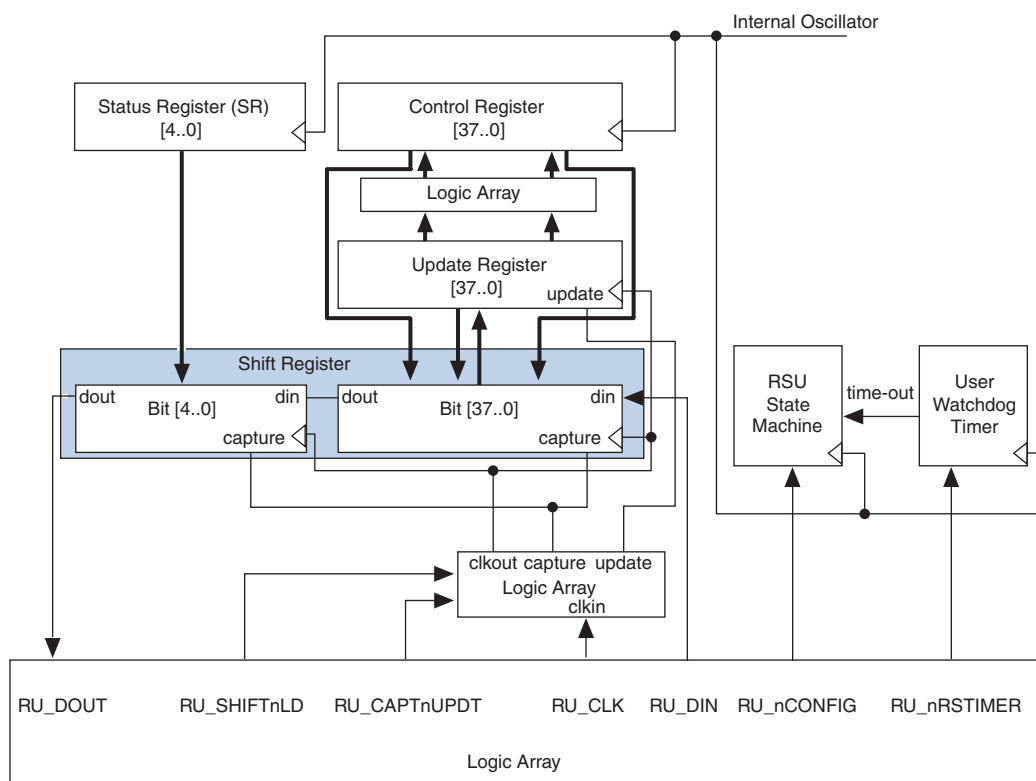 Internal Oscillator
Status Register (SR)
[4..0]
Control Register
[37..0]
Logic Array
Update Register
[37..0]
update
Shift Register
dout
Bit [4..0]
din
capture
dout
Bit [37..0]
din
capture
RSU
State
Machine
time-out
User
Watchdog
Timer
clkout capture update
Logic Array
clkin
RU_DOUT
RU_SHIFTnLD
RU_CAPTnUPDT
RU_CLK
RU_DIN
RU_nCONFIG
RU_nRSTIMER
Logic Array